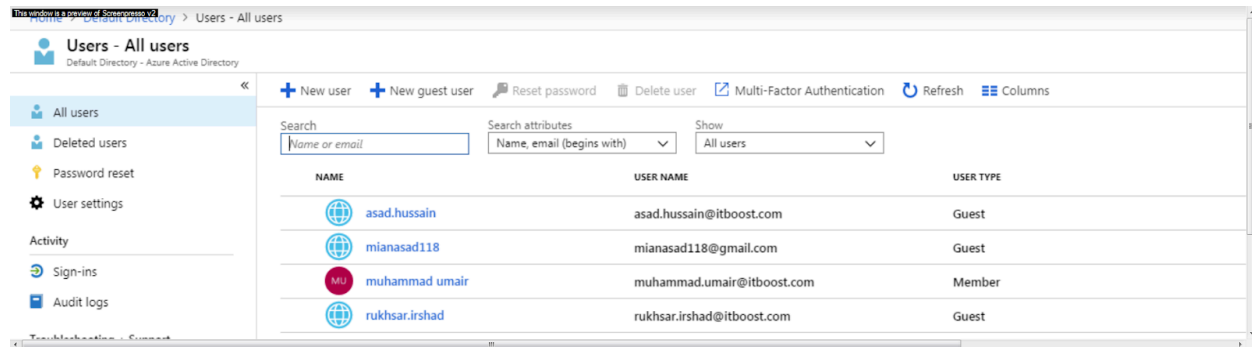 This window is a preview of Screenpresso v2
Home > Default Directory > Users - All users
Users - All users
Default Directory - Azure Active Directory
«
All users
Deleted users
Password reset
User settings
Activity
Sign-ins
Audit logs
Troubleshooting + Support
New user New guest user Reset password Delete user Multi-Factor Authentication Refresh Columns
Search Search attributes Show
Name or email Name, email (begins with) All users
NAME USER NAME USER TYPE
asad.hussain asad.hussain@itboost.com Guest
mianasad118 mianasad118@gmail.com Guest
MU muhammad umair muhammad.umair@itboost.com Member
rukhsar.irshad rukhsar.irshad@itboost.com Guest